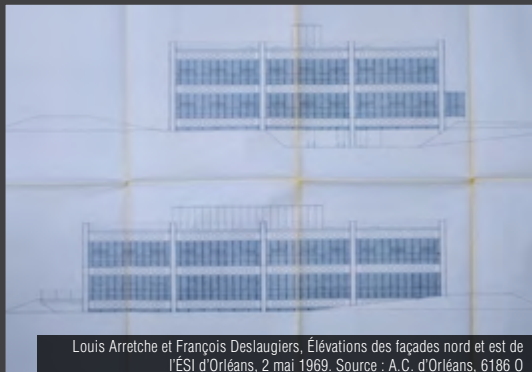 Louis Arretche et François Deslaugiers, Élévations des façades nord et est de
l'ÉSI d'Orléans, 2 mai 1969. Source : A.C. d'Orléans, 6186 O